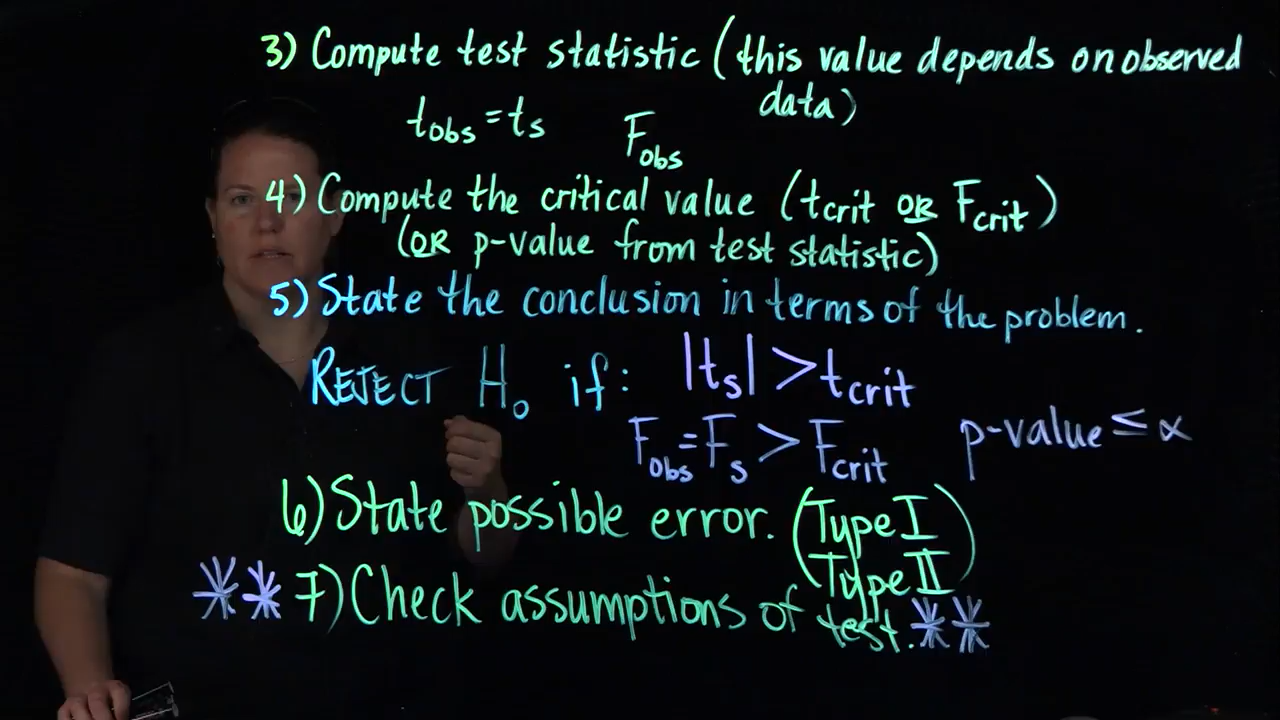 3) Compute test statistic (this value depends on observed
data)
tobs = ts Fobs
4) Compute the critical value (tcrit OR Fcrit)
(OR p-value from test statistic)
5) State the conclusion in terms of the problem.
REJECT H₀ if: |ts| > tcrit
Fobs = Fs > Fcrit p-value ≤ α
6) State possible error. (Type I
Type II)
** 7) Check assumptions of test. **